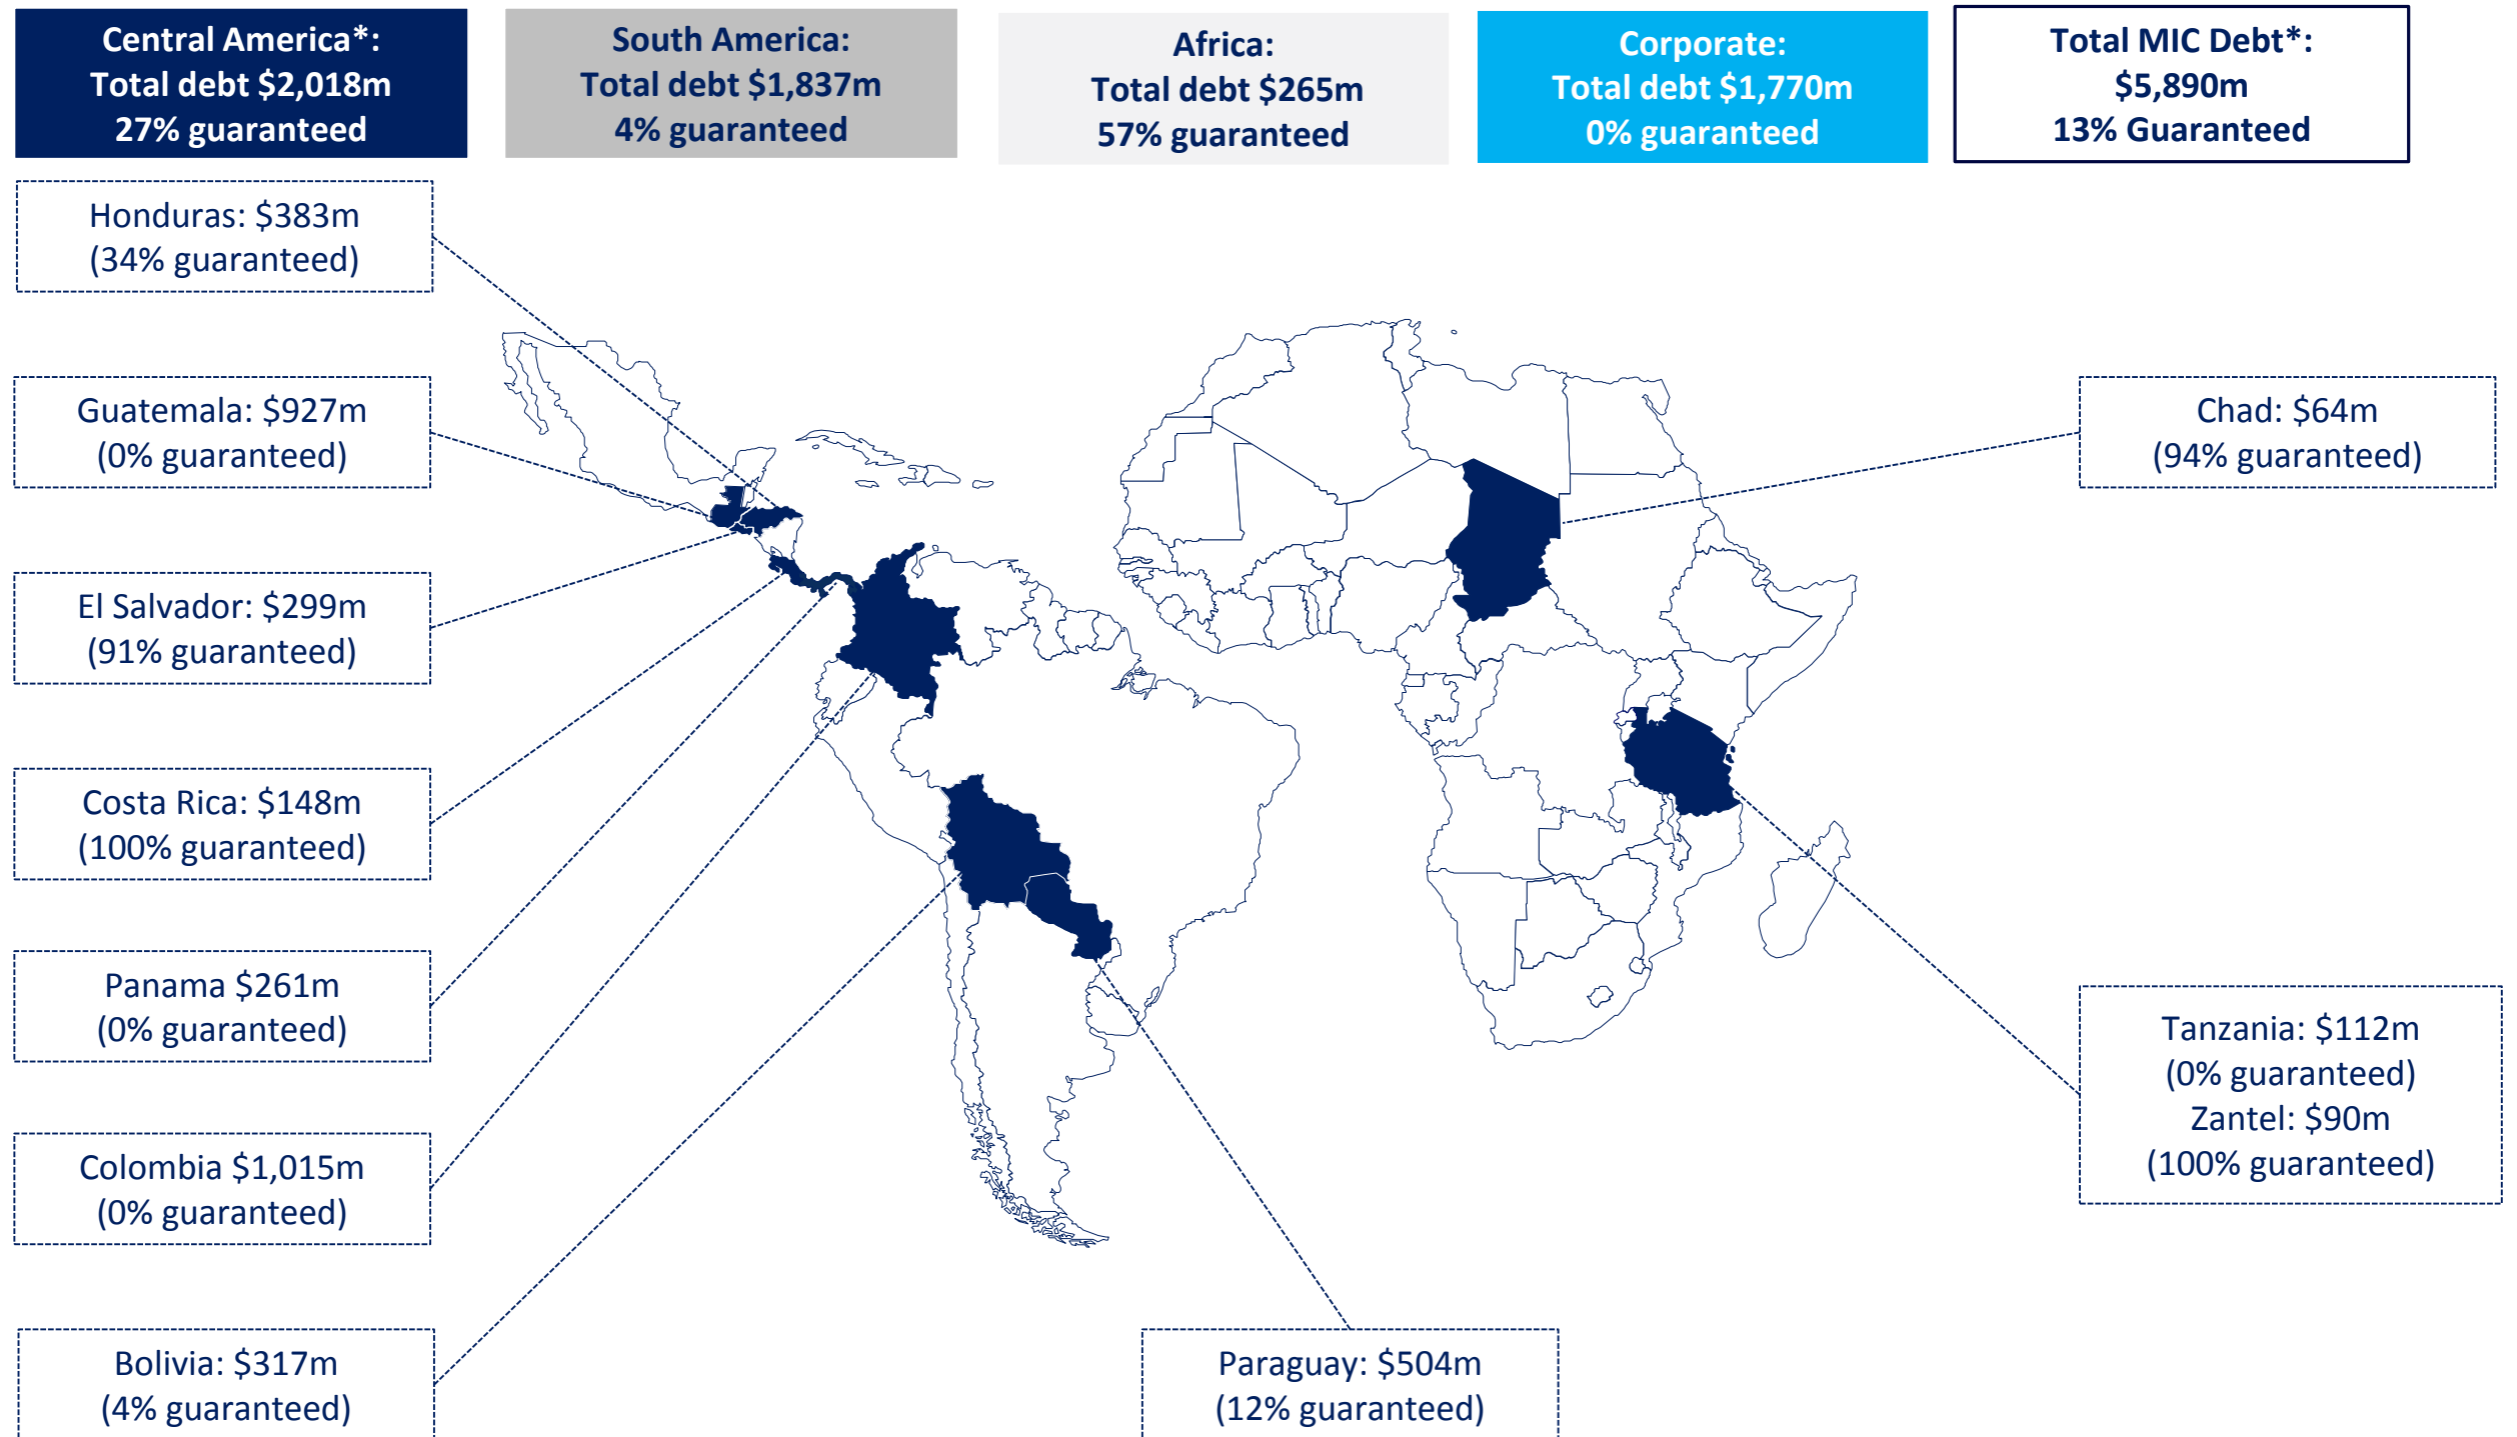 Central America*:
Total debt $2,018m
27% guaranteed
South America:
Total debt $1,837m
4% guaranteed
Africa:
Total debt $265m
57% guaranteed
Corporate:
Total debt $1,770m
0% guaranteed
Total MIC Debt*:
$5,890m
13% Guaranteed
Honduras: $383m
(34% guaranteed)
Guatemala: $927m
(0% guaranteed)
El Salvador: $299m
(91% guaranteed)
Costa Rica: $148m
(100% guaranteed)
Panama $261m
(0% guaranteed)
Colombia $1,015m
(0% guaranteed)
Bolivia: $317m
(4% guaranteed)
Paraguay: $504m
(12% guaranteed)
Chad: $64m
(94% guaranteed)
Tanzania: $112m
(0% guaranteed)
Zantel: $90m
(100% guaranteed)